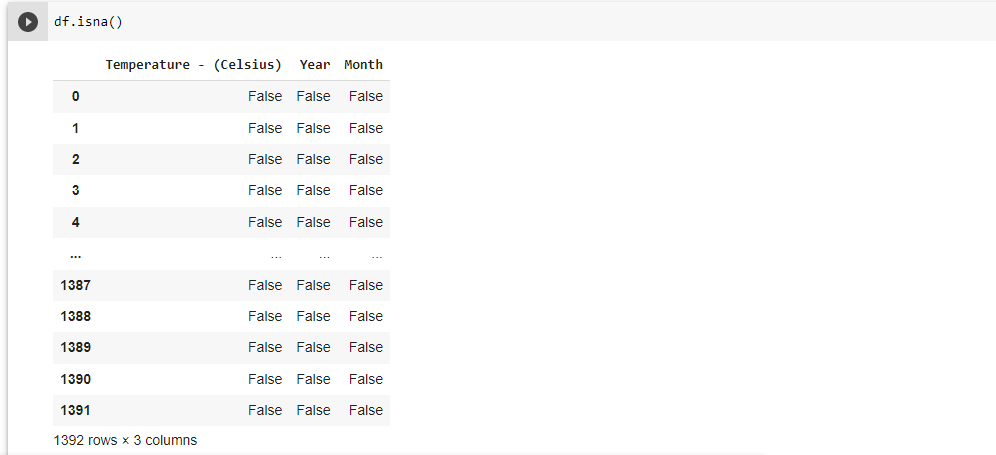 df.isna()
Temperature - (Celsius) Year Month
0 False False False
1 False False False
2 False False False
3 False False False
4 False False False
... ... ... ...
1387 False False False
1388 False False False
1389 False False False
1390 False False False
1391 False False False
1392 rows × 3 columns